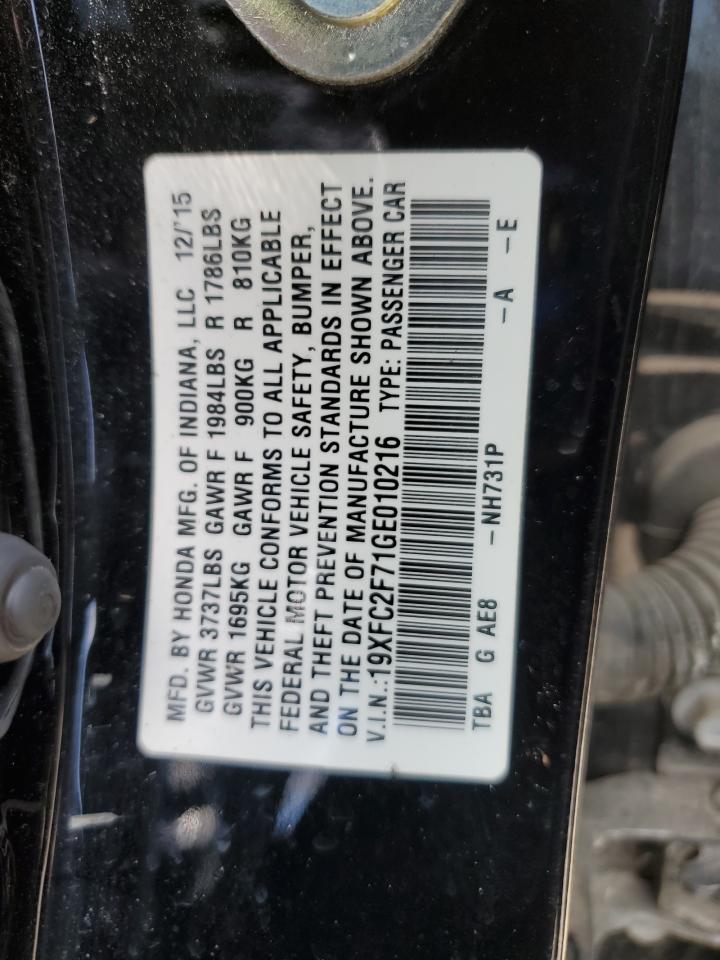 MFD. BY HONDA MFG. OF INDIANA, LLC 12/'15
GVWR 3737LBS GAWR F 1984LBS R 1786LBS
GVWR 1695KG GAWR F 900KG R 810KG
THIS VEHICLE CONFORMS TO ALL APPLICABLE
FEDERAL MOTOR VEHICLE SAFETY, BUMPER,
AND THEFT PREVENTION STANDARDS IN EFFECT
ON THE DATE OF MANUFACTURE SHOWN ABOVE.
V.I.N.:19XFC2F71GE010216 TYPE: PASSENGER CAR
TBA G AE8 -NH731P -A -E